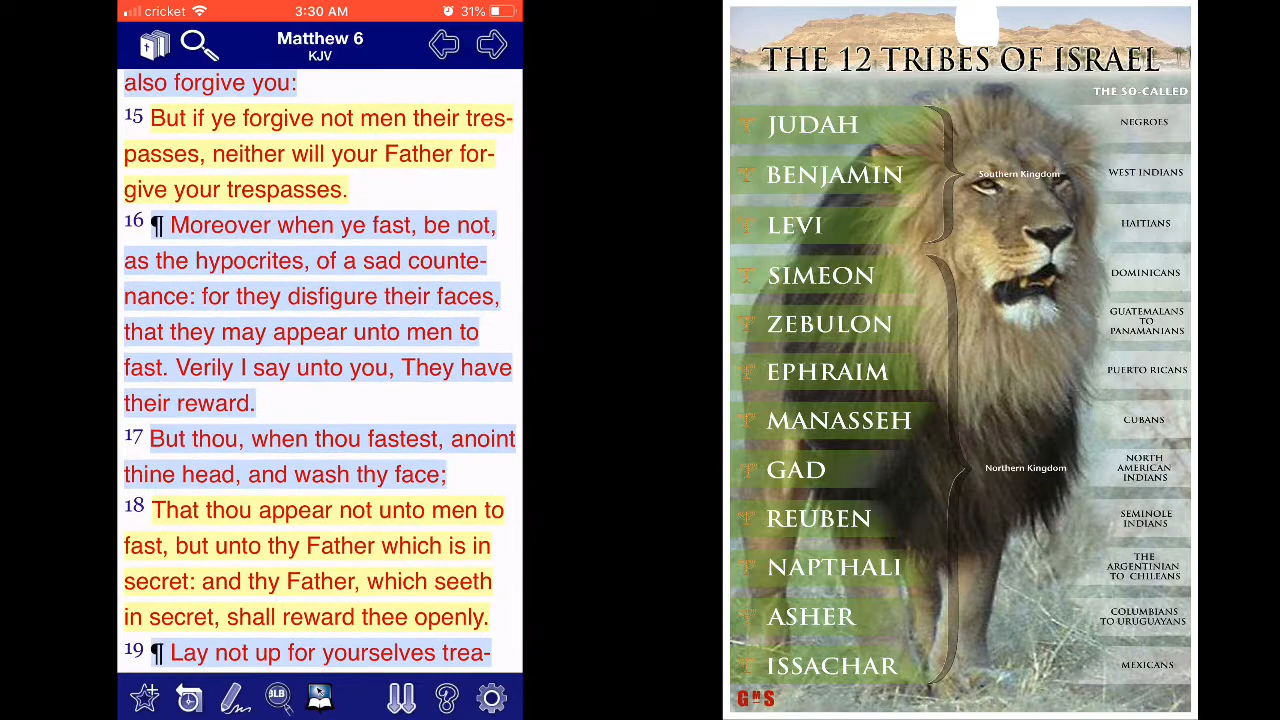 cricket 3:30 AM 31%
Matthew 6
KJV
also forgive you:
15 But if ye forgive not men their tres-
passes, neither will your Father for-
give your trespasses.
16 ¶ Moreover when ye fast, be not,
as the hypocrites, of a sad counte-
nance: for they disfigure their faces,
that they may appear unto men to
fast. Verily I say unto you, They have
their reward.
17 But thou, when thou fastest, anoint
thine head, and wash thy face;
18 That thou appear not unto men to
fast, but unto thy Father which is in
secret: and thy Father, which seeth
in secret, shall reward thee openly.
19 ¶ Lay not up for yourselves trea-
BLB
THE 12 TRIBES OF ISRAEL
THE SO-CALLED
JUDAH
NEGROES
BENJAMIN
Southern Kingdom
WEST INDIANS
LEVI
HAITIANS
SIMEON
DOMINICANS
ZEBULON
GUATEMALANS
TO
PANAMANIANS
EPHRAIM
PUERTO RICANS
MANASSEH
CUBANS
GAD
Northern Kingdom
NORTH
AMERICAN
INDIANS
REUBEN
SEMINOLE
INDIANS
NAPTHALI
THE
ARGENTINIAN
TO CHILEANS
ASHER
COLUMBIANS
TO URUGUAYANS
ISSACHAR
MEXICANS
GMS